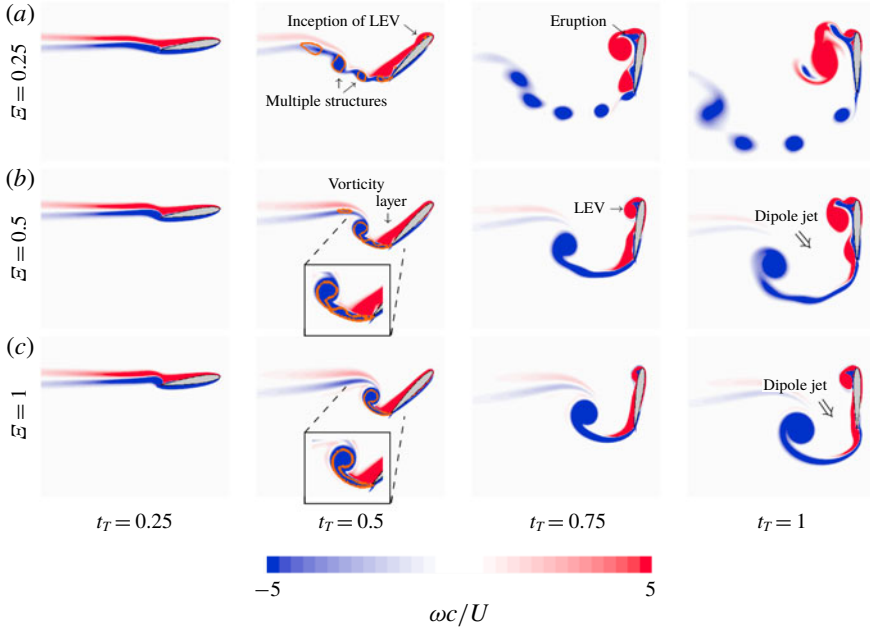 (a)
Ξ = 0.25
Inception of LEV
Multiple structures
Eruption
(b)
Ξ = 0.5
Vorticity
layer
LEV
Dipole jet
(c)
Ξ = 1
Dipole jet
t_T = 0.25
t_T = 0.5
t_T = 0.75
t_T = 1
−5
5
ωc/U